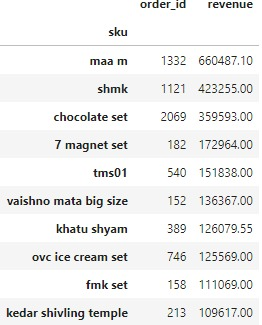 order_id revenue
sku
maa m 1332 660487.10
shmk 1121 423255.00
chocolate set 2069 359593.00
7 magnet set 182 172964.00
tms01 540 151838.00
vaishno mata big size 152 136367.00
khatu shyam 389 126079.55
ovc ice cream set 746 125569.00
fmk set 158 111069.00
kedar shivling temple 213 109617.00